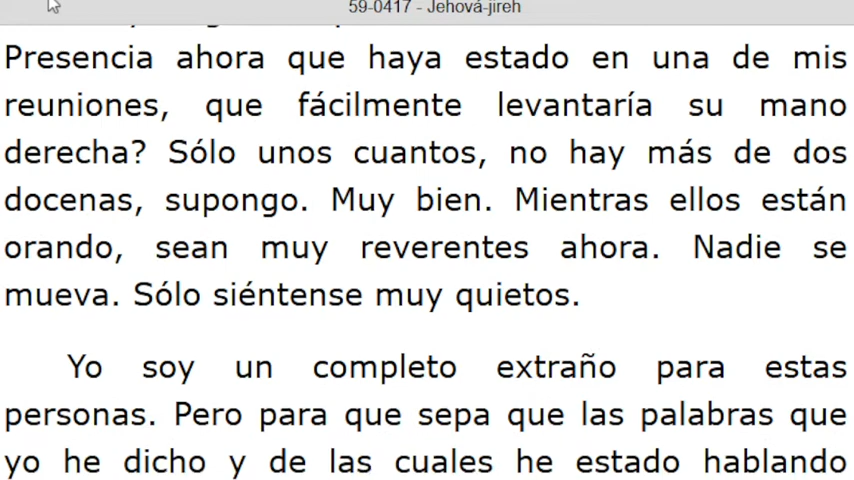 59-0417 - Jehová-jireh
Presencia ahora que haya estado en una de mis
reuniones, que fácilmente levantaría su mano
derecha? Sólo unos cuantos, no hay más de dos
docenas, supongo. Muy bien. Mientras ellos están
orando, sean muy reverentes ahora. Nadie se
mueva. Sólo siéntense muy quietos.
Yo soy un completo extraño para estas
personas. Pero para que sepa que las palabras que
yo he dicho y de las cuales he estado hablando